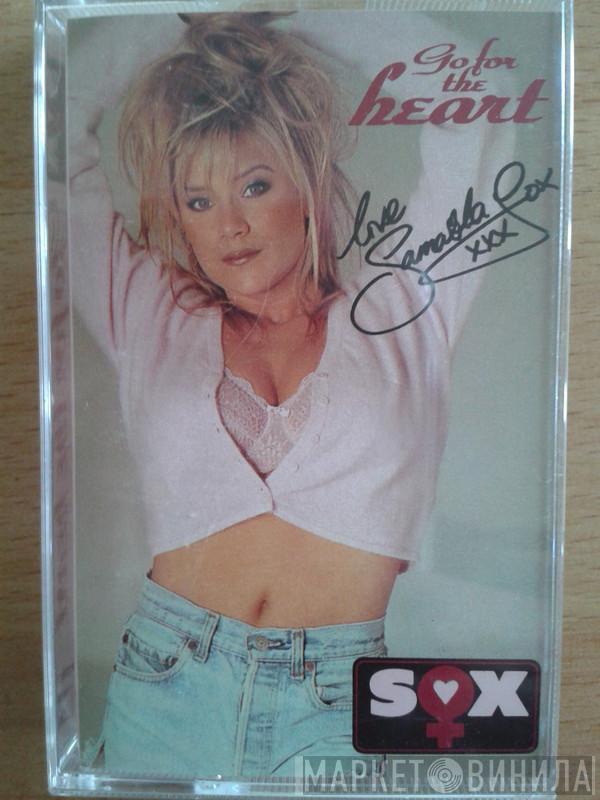 Go for
the
heart
love
Samantha Fox
xxx
SOX
МАРКЕТ ВИНИЛА